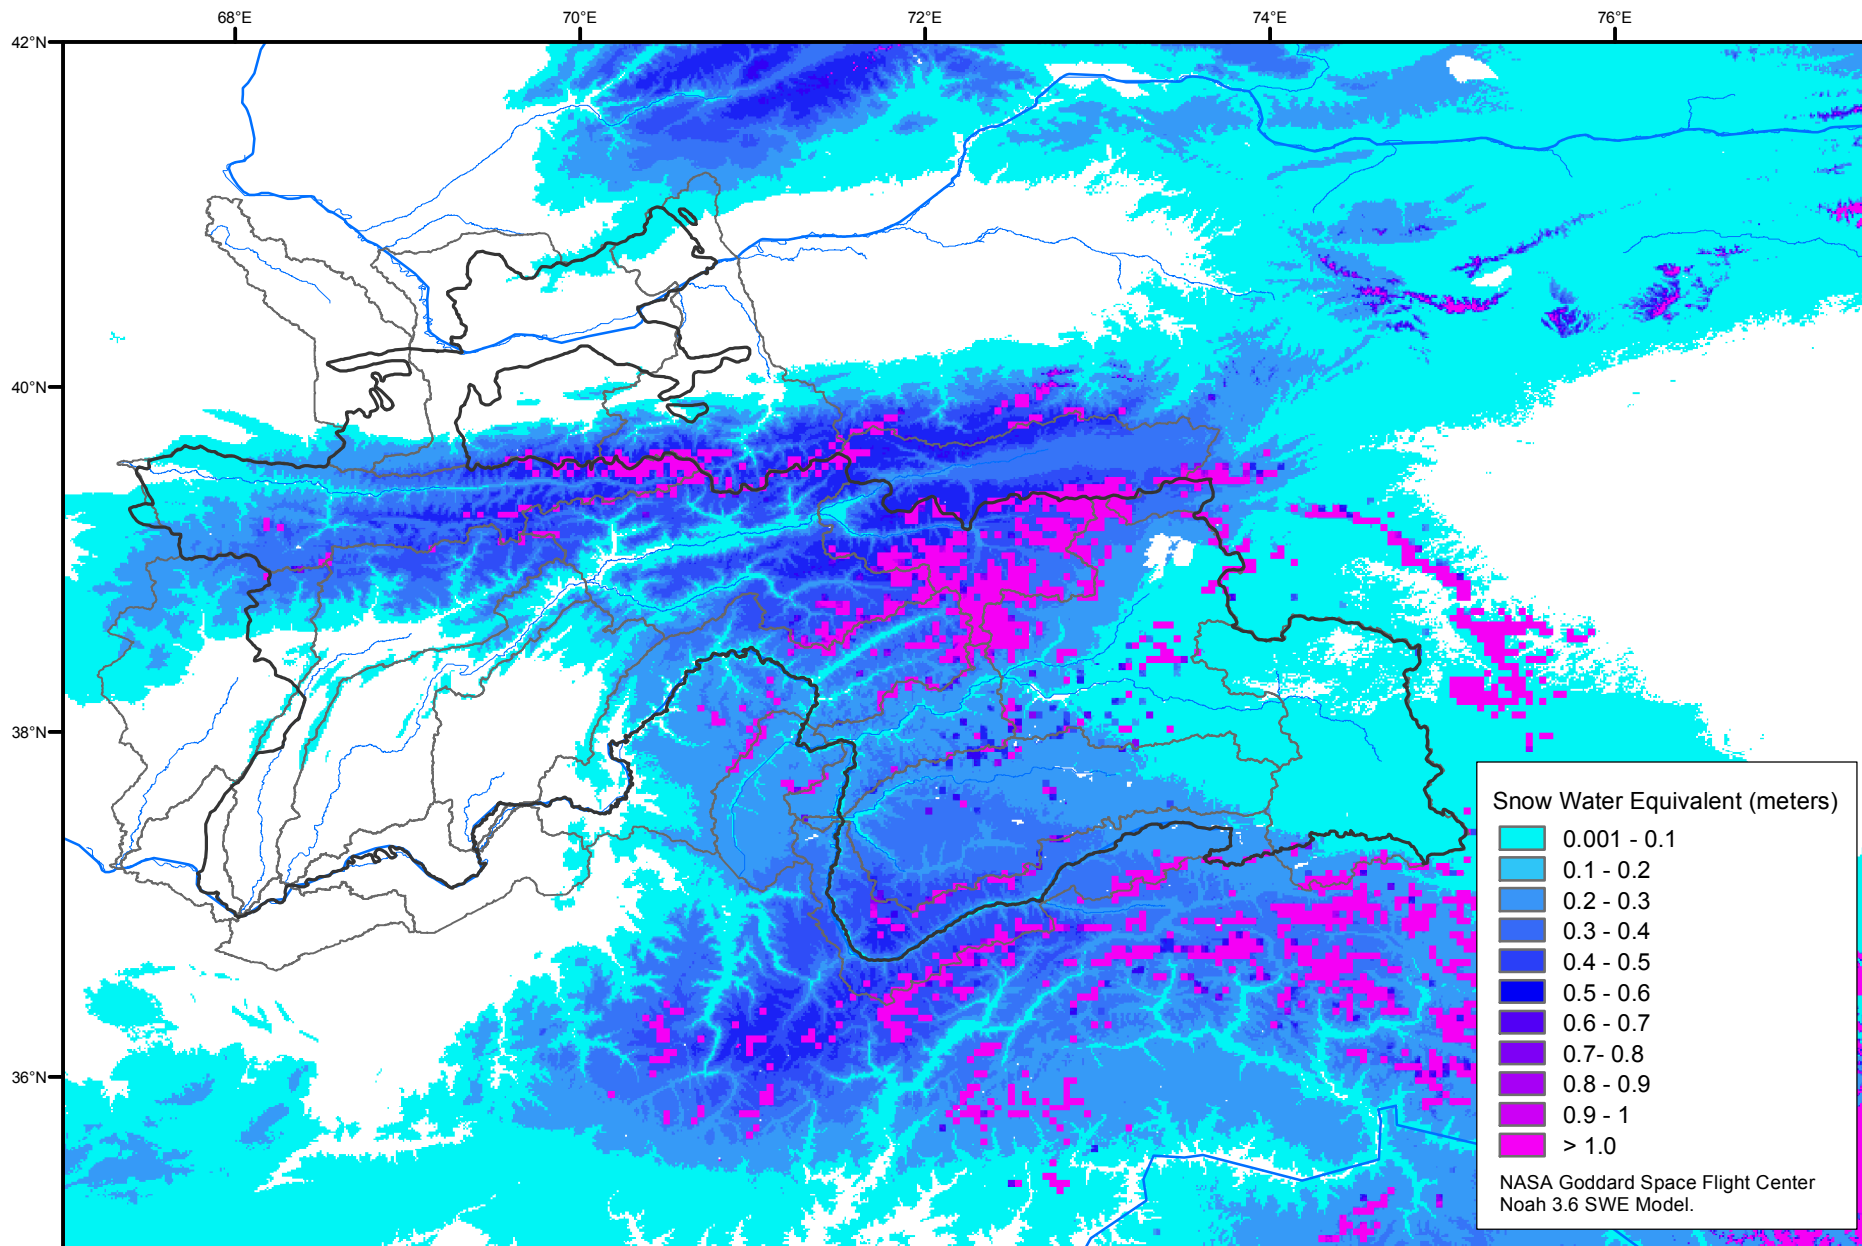 68°E 70°E 72°E 74°E 76°E
42°N
40°N
38°N
36°N
Snow Water Equivalent (meters)
0.001 - 0.1
0.1 - 0.2
0.2 - 0.3
0.3 - 0.4
0.4 - 0.5
0.5 - 0.6
0.6 - 0.7
0.7- 0.8
0.8 - 0.9
0.9 - 1
> 1.0
NASA Goddard Space Flight Center
Noah 3.6 SWE Model.